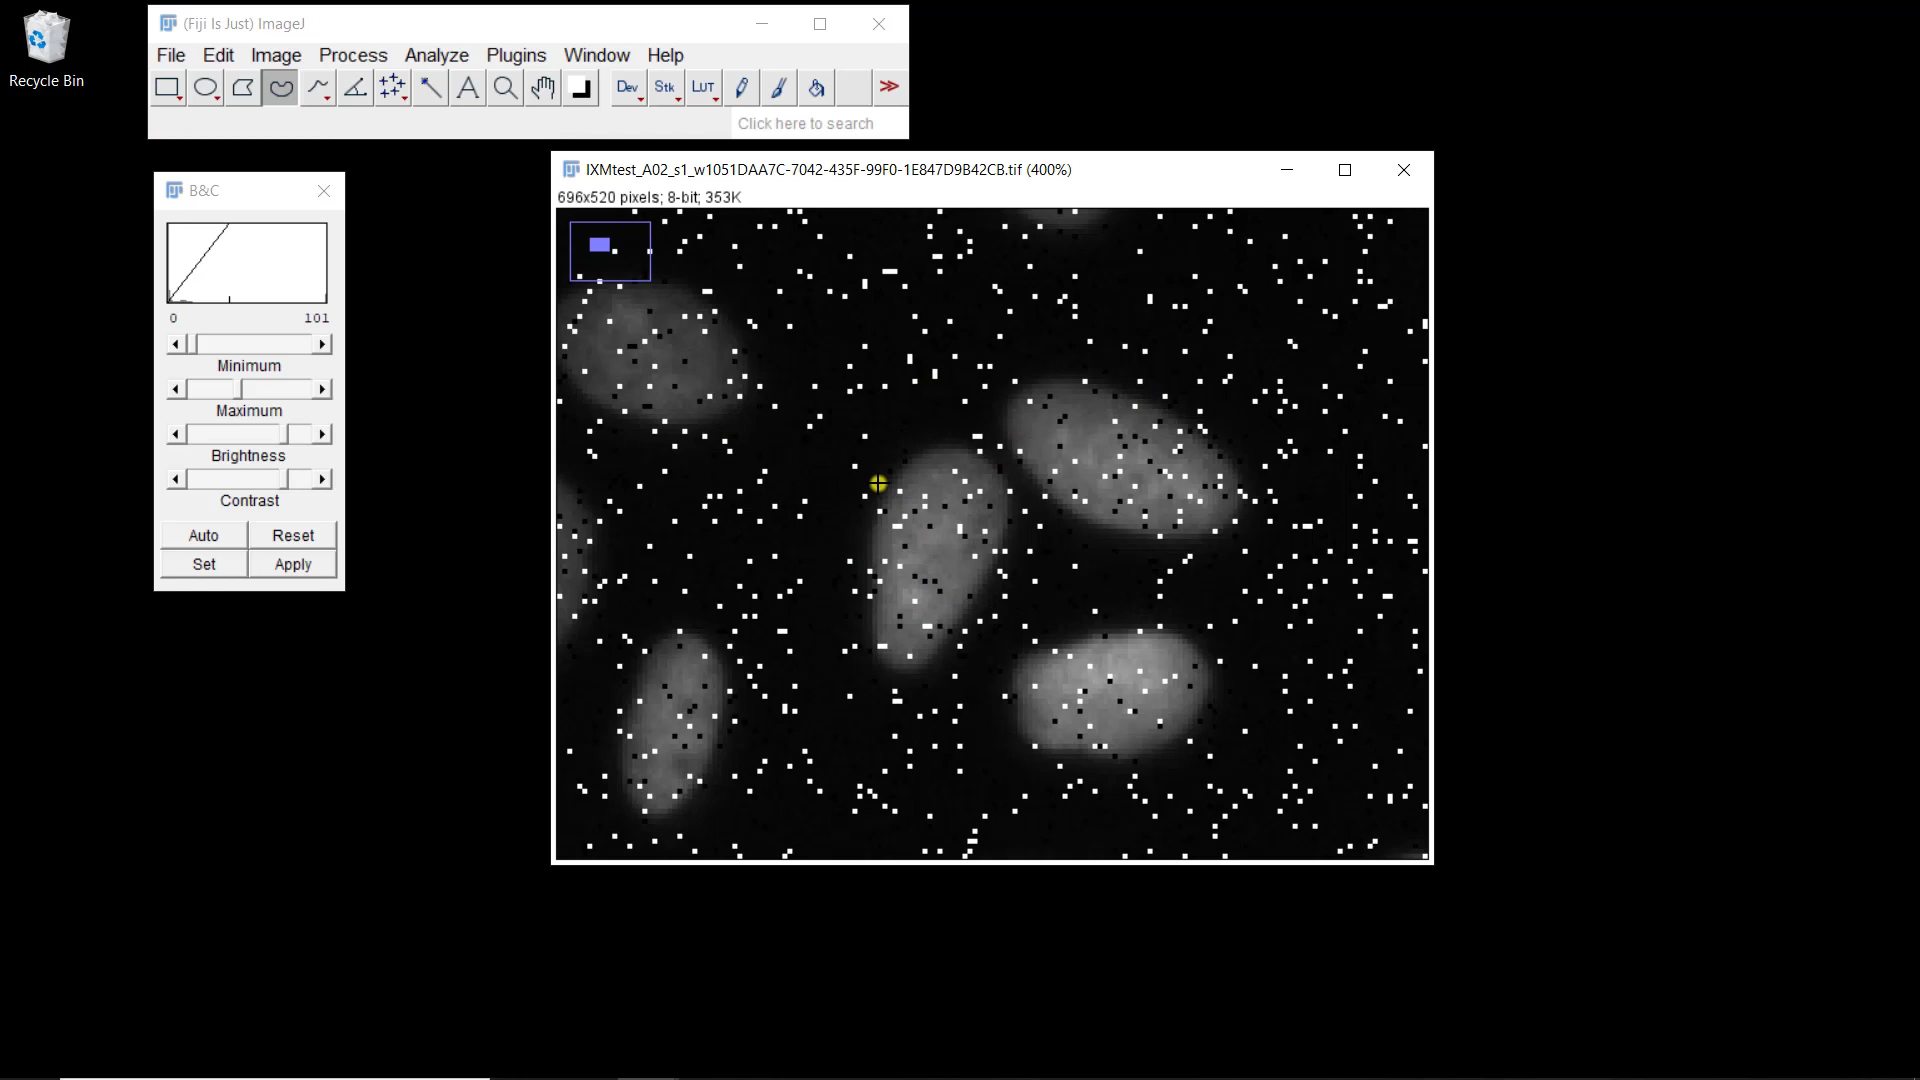 Recycle Bin
(Fiji Is Just) ImageJ
File Edit Image Process Analyze Plugins Window Help
Dev Stk LUT
Click here to search
B&C
0 101
Minimum
Maximum
Brightness
Contrast
Auto Reset
Set Apply
IXMtest_A02_s1_w1051DAA7C-7042-435F-99F0-1E847D9B42CB.tif (400%)
696x520 pixels; 8-bit; 353K